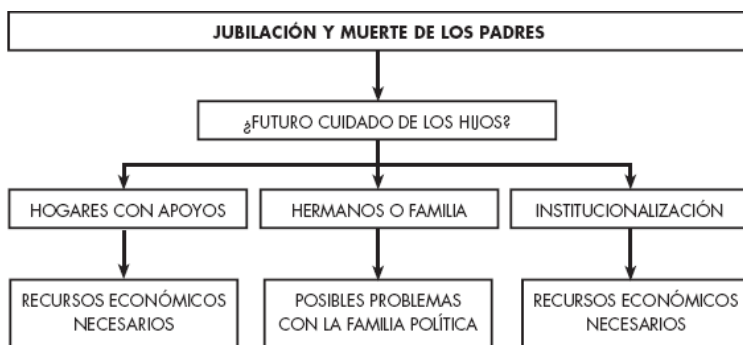 JUBILACIÓN Y MUERTE DE LOS PADRES
¿FUTURO CUIDADO DE LOS HIJOS?
HOGARES CON APOYOS
HERMANOS O FAMILIA
INSTITUCIONALIZACIÓN
RECURSOS ECONÓMICOS
NECESARIOS
POSIBLES PROBLEMAS
CON LA FAMILIA POLÍTICA
RECURSOS ECONÓMICOS
NECESARIOS